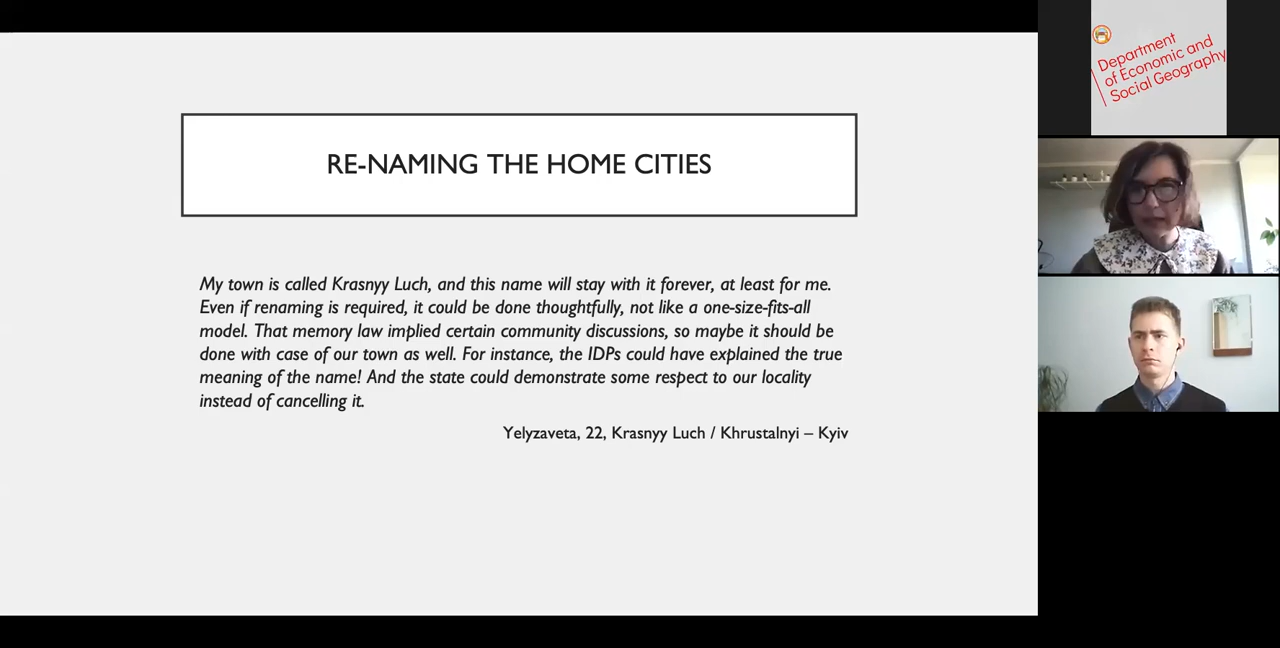 RE-NAMING THE HOME CITIES
My town is called Krasnyy Luch, and this name will stay with it forever, at least for me.
Even if renaming is required, it could be done thoughtfully, not like a one-size-fits-all
model. That memory law implied certain community discussions, so maybe it should be
done with case of our town as well. For instance, the IDPs could have explained the true
meaning of the name! And the state could demonstrate some respect to our locality
instead of cancelling it.
Yelyzaveta, 22, Krasnyy Luch / Khrustalnyi – Kyiv
Department
of Economic and
Social Geography